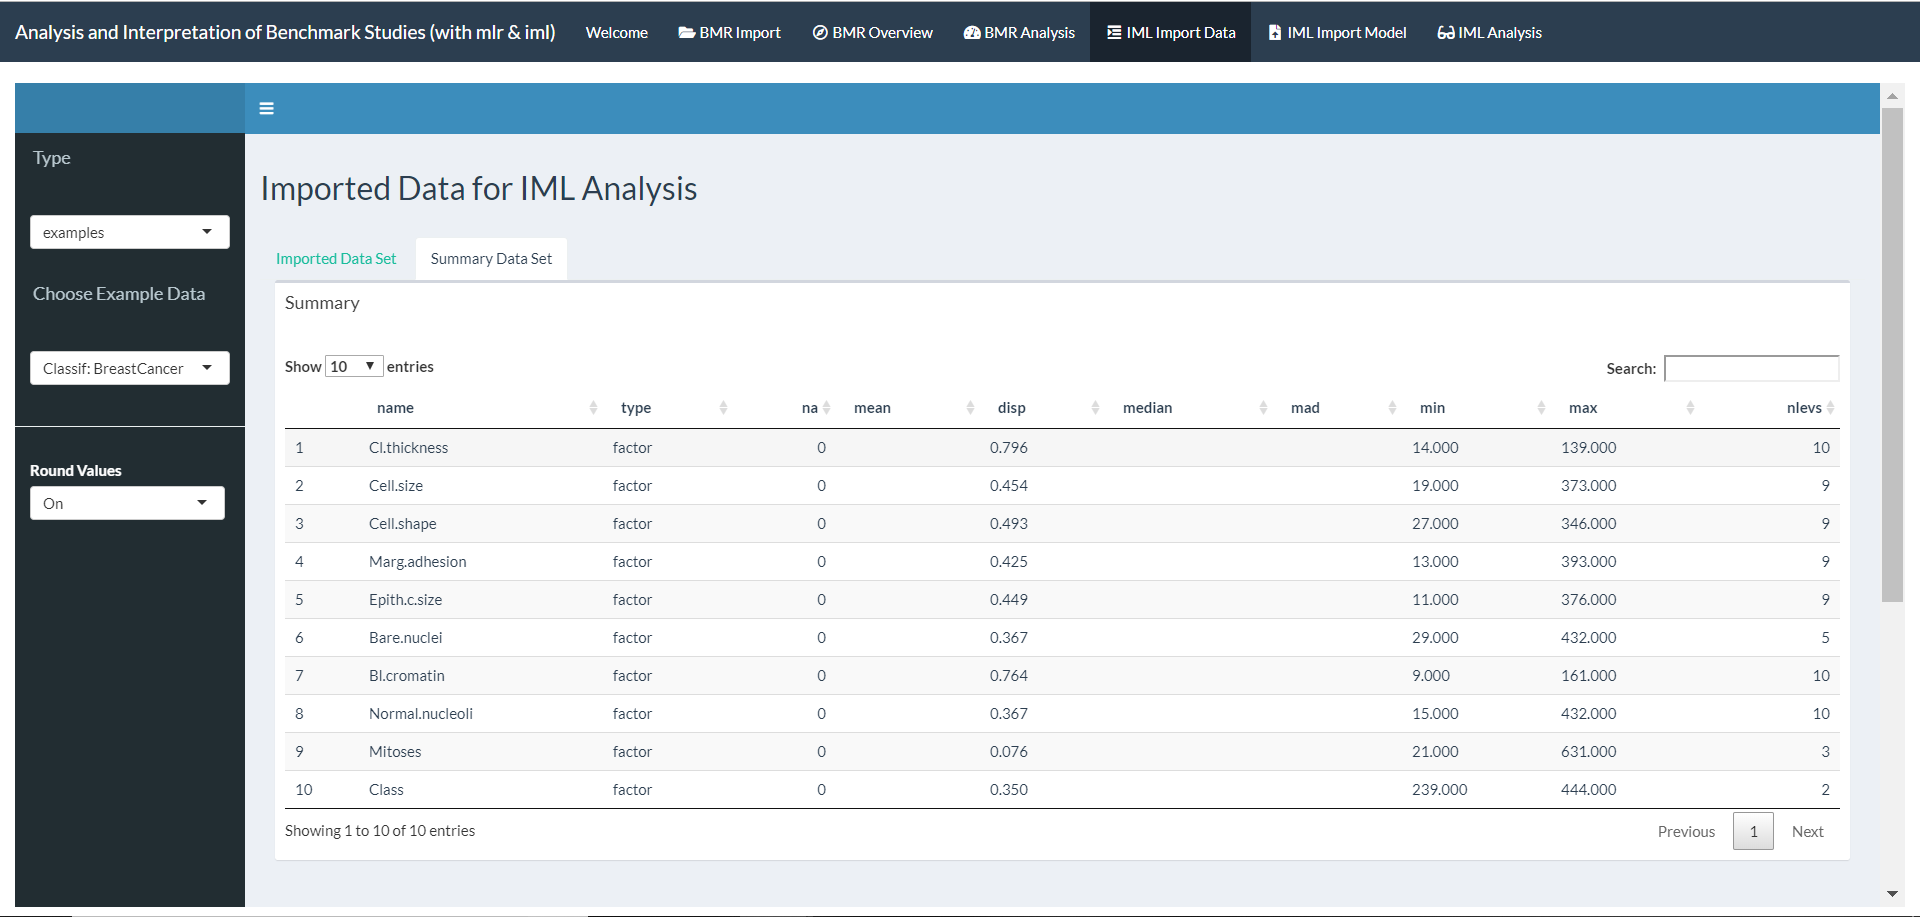 Analysis and Interpretation of Benchmark Studies (with mlr & iml) Welcome BMR Import BMR Overview BMR Analysis IML Import Data IML Import Model IML Analysis
Type
examples
Choose Example Data
Classif: BreastCancer
Round Values
On
Imported Data for IML Analysis
Imported Data Set Summary Data Set
Summary
Show 10 entries Search:
name type na mean disp median mad min max nlevs
1 Cl.thickness factor 0 0.796 14.000 139.000 10
2 Cell.size factor 0 0.454 19.000 373.000 9
3 Cell.shape factor 0 0.493 27.000 346.000 9
4 Marg.adhesion factor 0 0.425 13.000 393.000 9
5 Epith.c.size factor 0 0.449 11.000 376.000 9
6 Bare.nuclei factor 0 0.367 29.000 432.000 5
7 Bl.cromatin factor 0 0.764 9.000 161.000 10
8 Normal.nucleoli factor 0 0.367 15.000 432.000 10
9 Mitoses factor 0 0.076 21.000 631.000 3
10 Class factor 0 0.350 239.000 444.000 2
Showing 1 to 10 of 10 entries Previous 1 Next